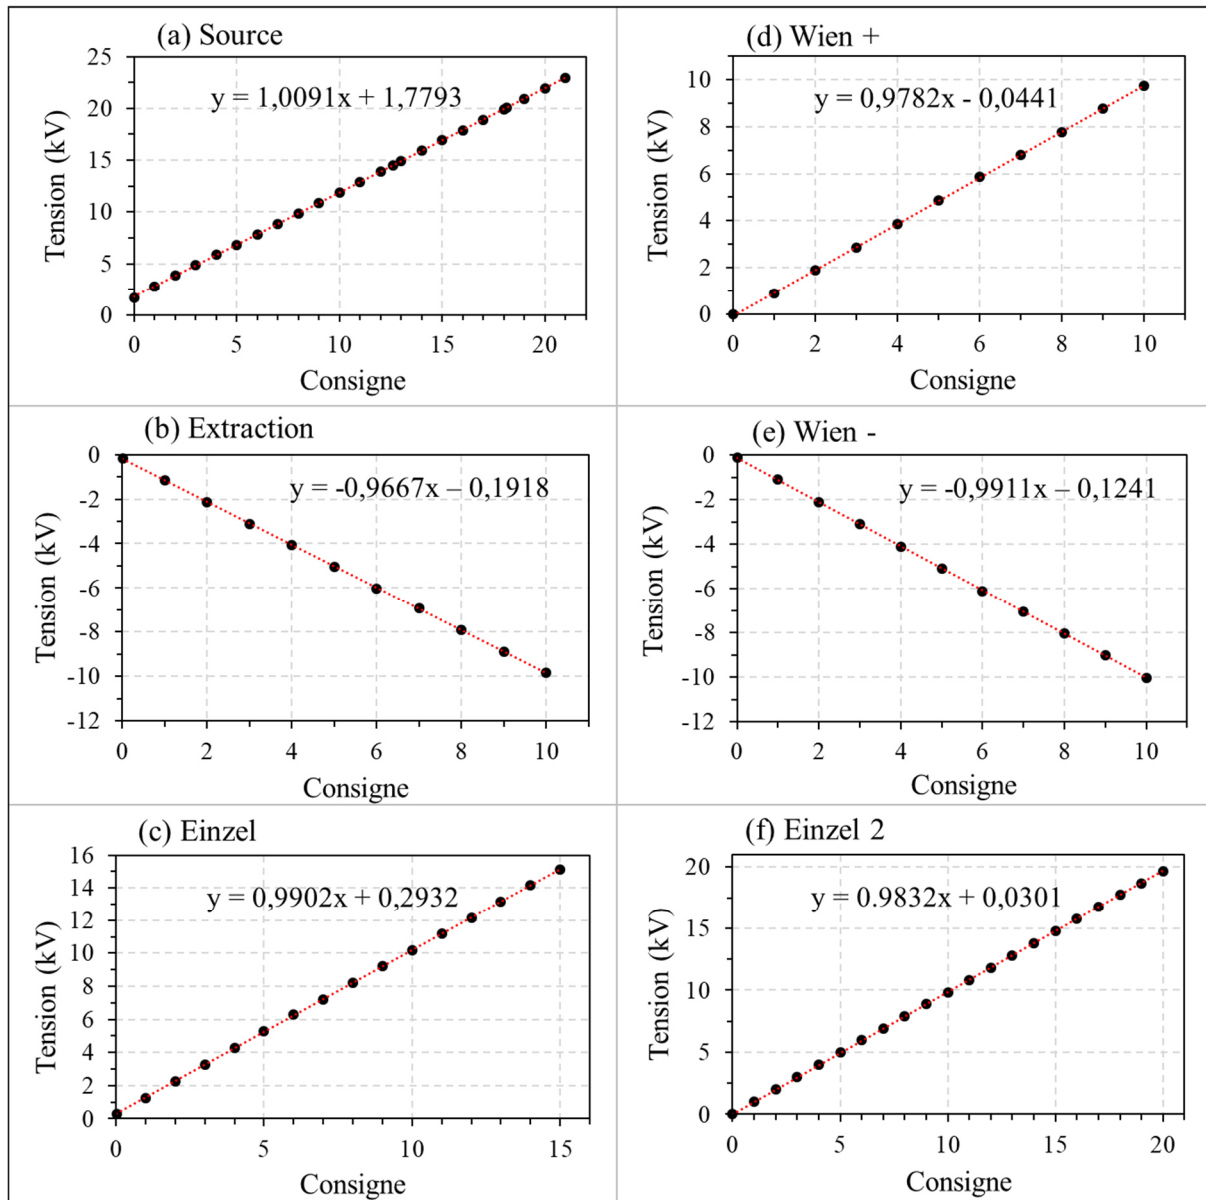 (a) Source
y = 1,0091x + 1,7793
Tension (kV)
25
20
15
10
5
0
0 5 10 15 20
Consigne
(d) Wien +
y = 0,9782x - 0,0441
Tension (kV)
10
8
6
4
2
0
0 2 4 6 8 10
Consigne
(b) Extraction
y = -0,9667x – 0,1918
Tension (kV)
0
-2
-4
-6
-8
-10
-12
0 2 4 6 8 10
Consigne
(e) Wien -
y = -0,9911x – 0,1241
Tension (kV)
0
-2
-4
-6
-8
-10
-12
0 2 4 6 8 10
Consigne
(c) Einzel
y = 0,9902x + 0,2932
Tension (kV)
16
14
12
10
8
6
4
2
0
0 5 10 15
Consigne
(f) Einzel 2
y = 0.9832x + 0,0301
Tension (kV)
20
15
10
5
0
0 5 10 15 20
Consigne